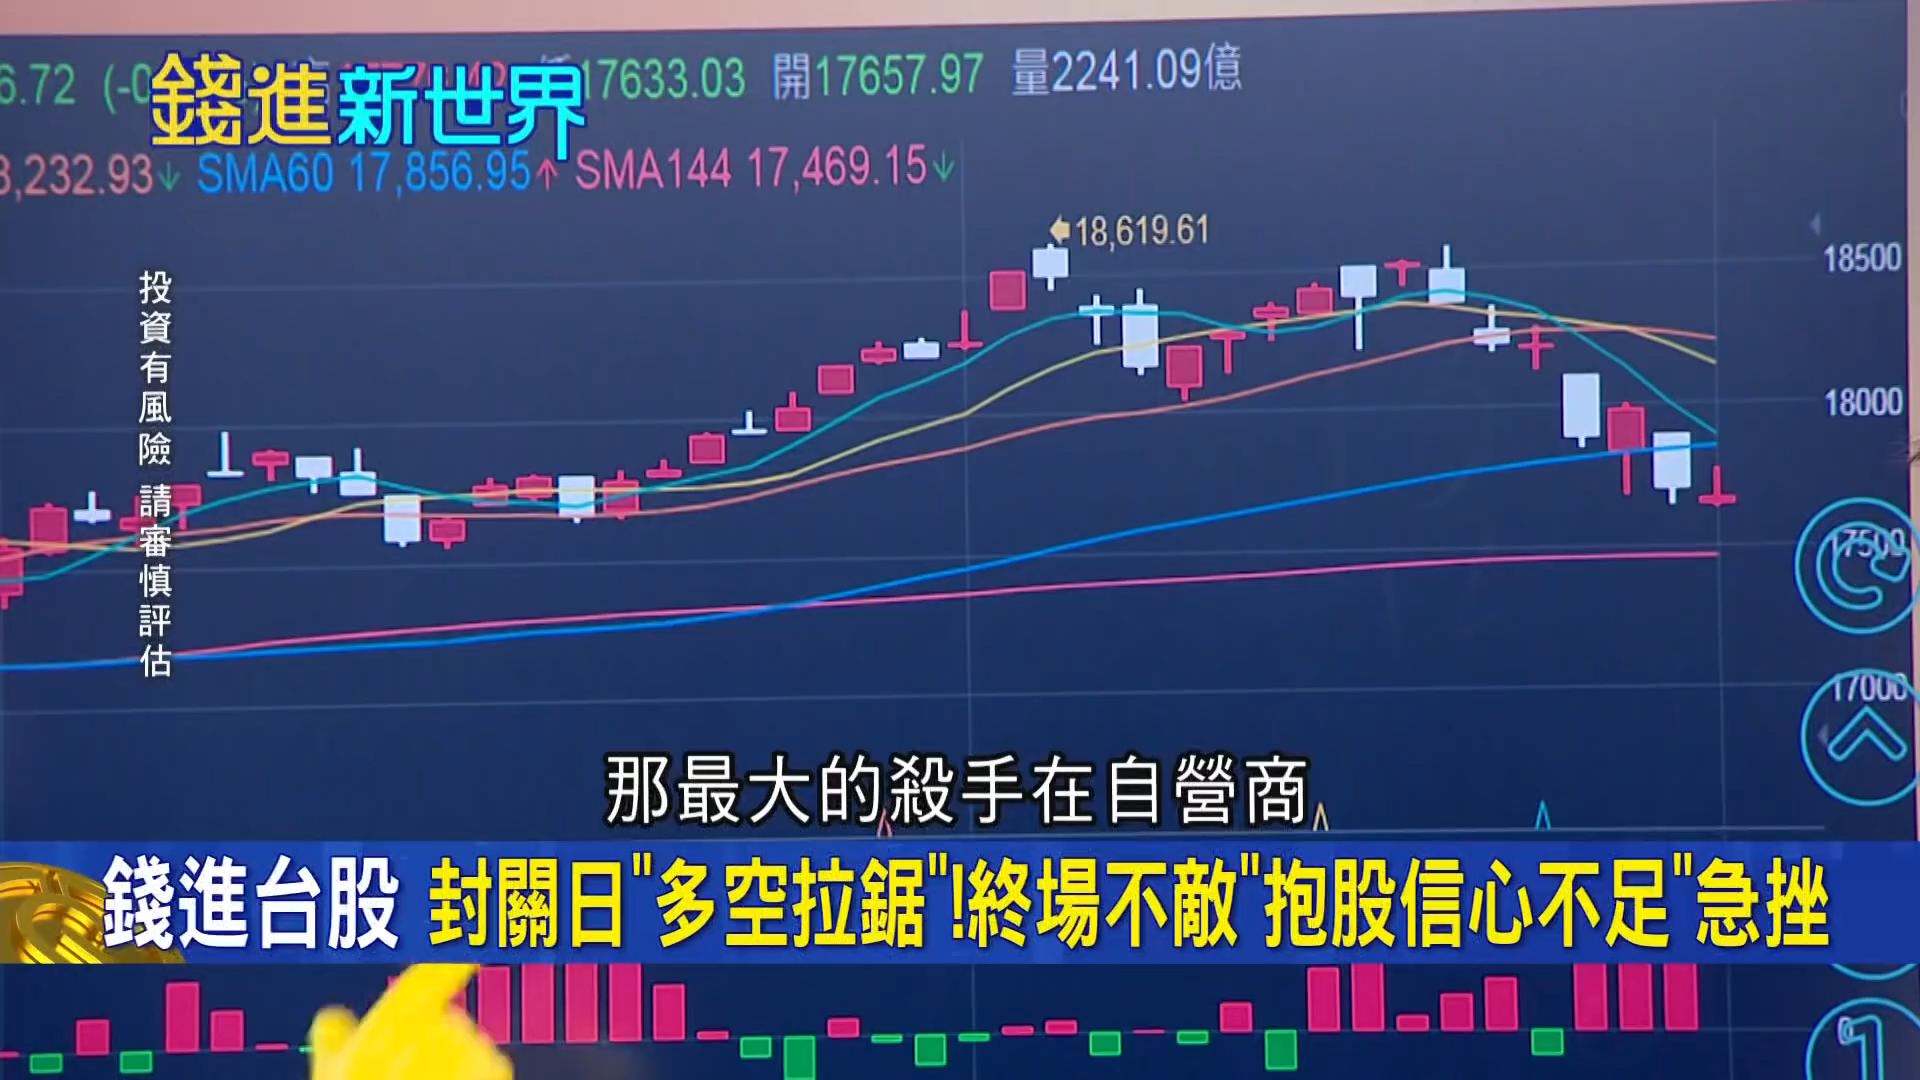 6.72
錢進新世界
17633.03 開17657.97 量2241.09億
3,232.93↓ SMA60 17,856.95↑ SMA144 17,469.15↓
18,619.61
18500
18000
17500
17000
投資有風險 請審慎評估
那最大的殺手在自營商
錢進台股 封關日"多空拉鋸"!終場不敵"抱股信心不足"急挫